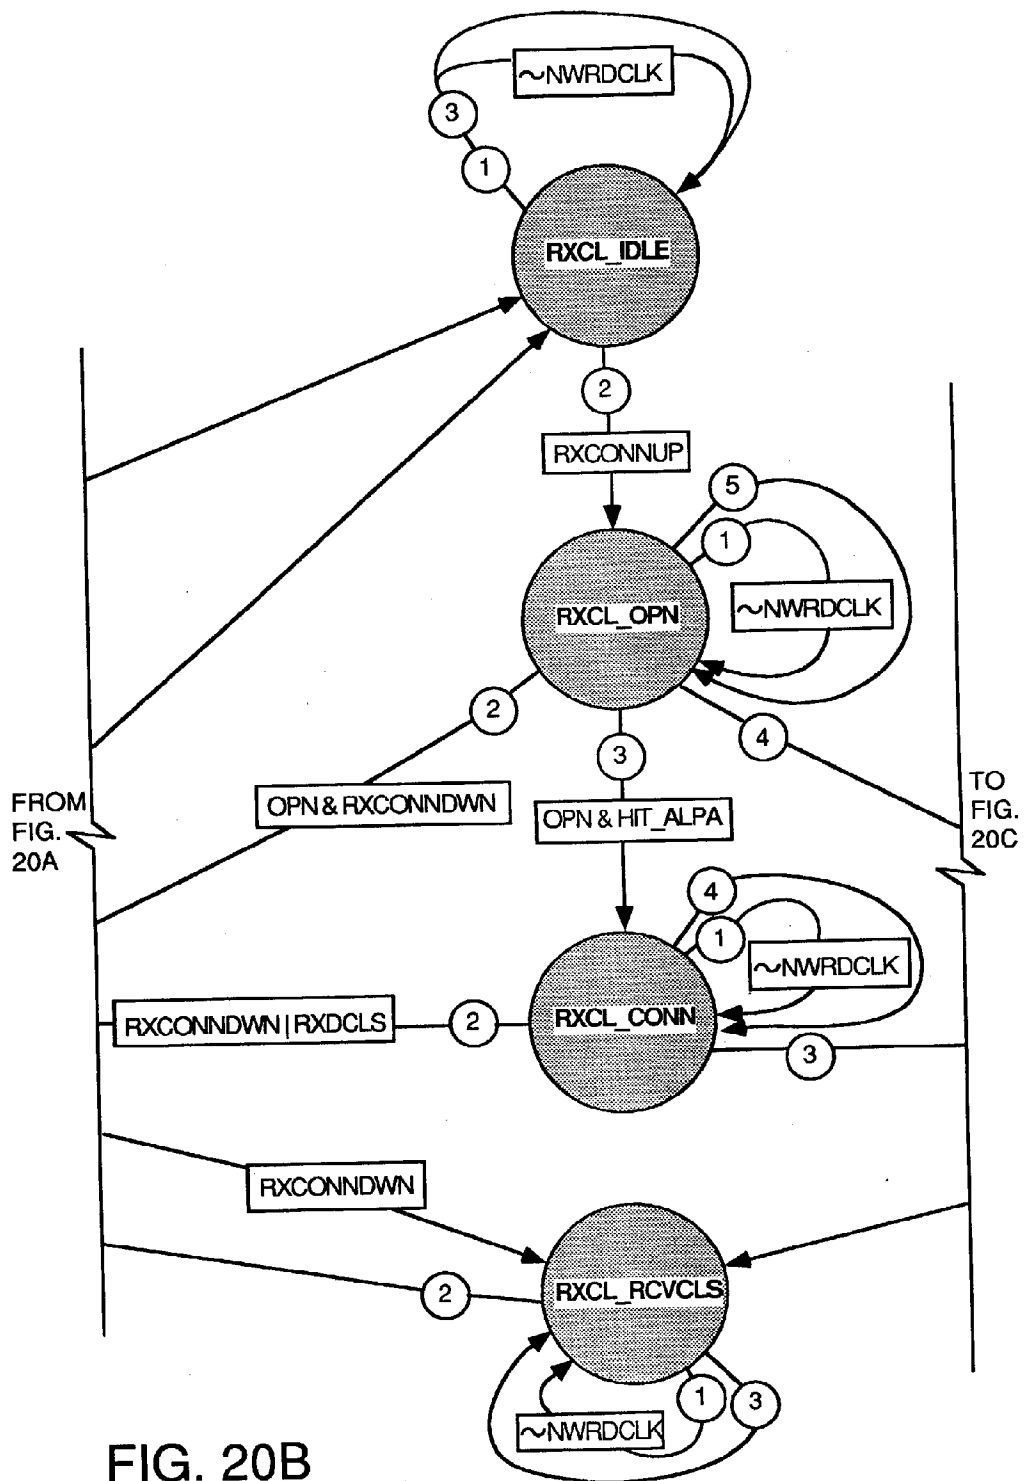 ~NWRDCLK
3
1
RXCL_IDLE
2
RXCONNUP
5
1
~NWRDCLK
RXCL_OPN
2
4
3
FROM
FIG.
20A
OPN & RXCONNDWN
OPN & HIT_ALPA
TO
FIG.
20C
4
1
~NWRDCLK
RXCONNDWN | RXDCLS
2
RXCL_CONN
3
RXCONNDWN
RXCL_RCVCLS
2
1
3
~NWRDCLK
FIG. 20B